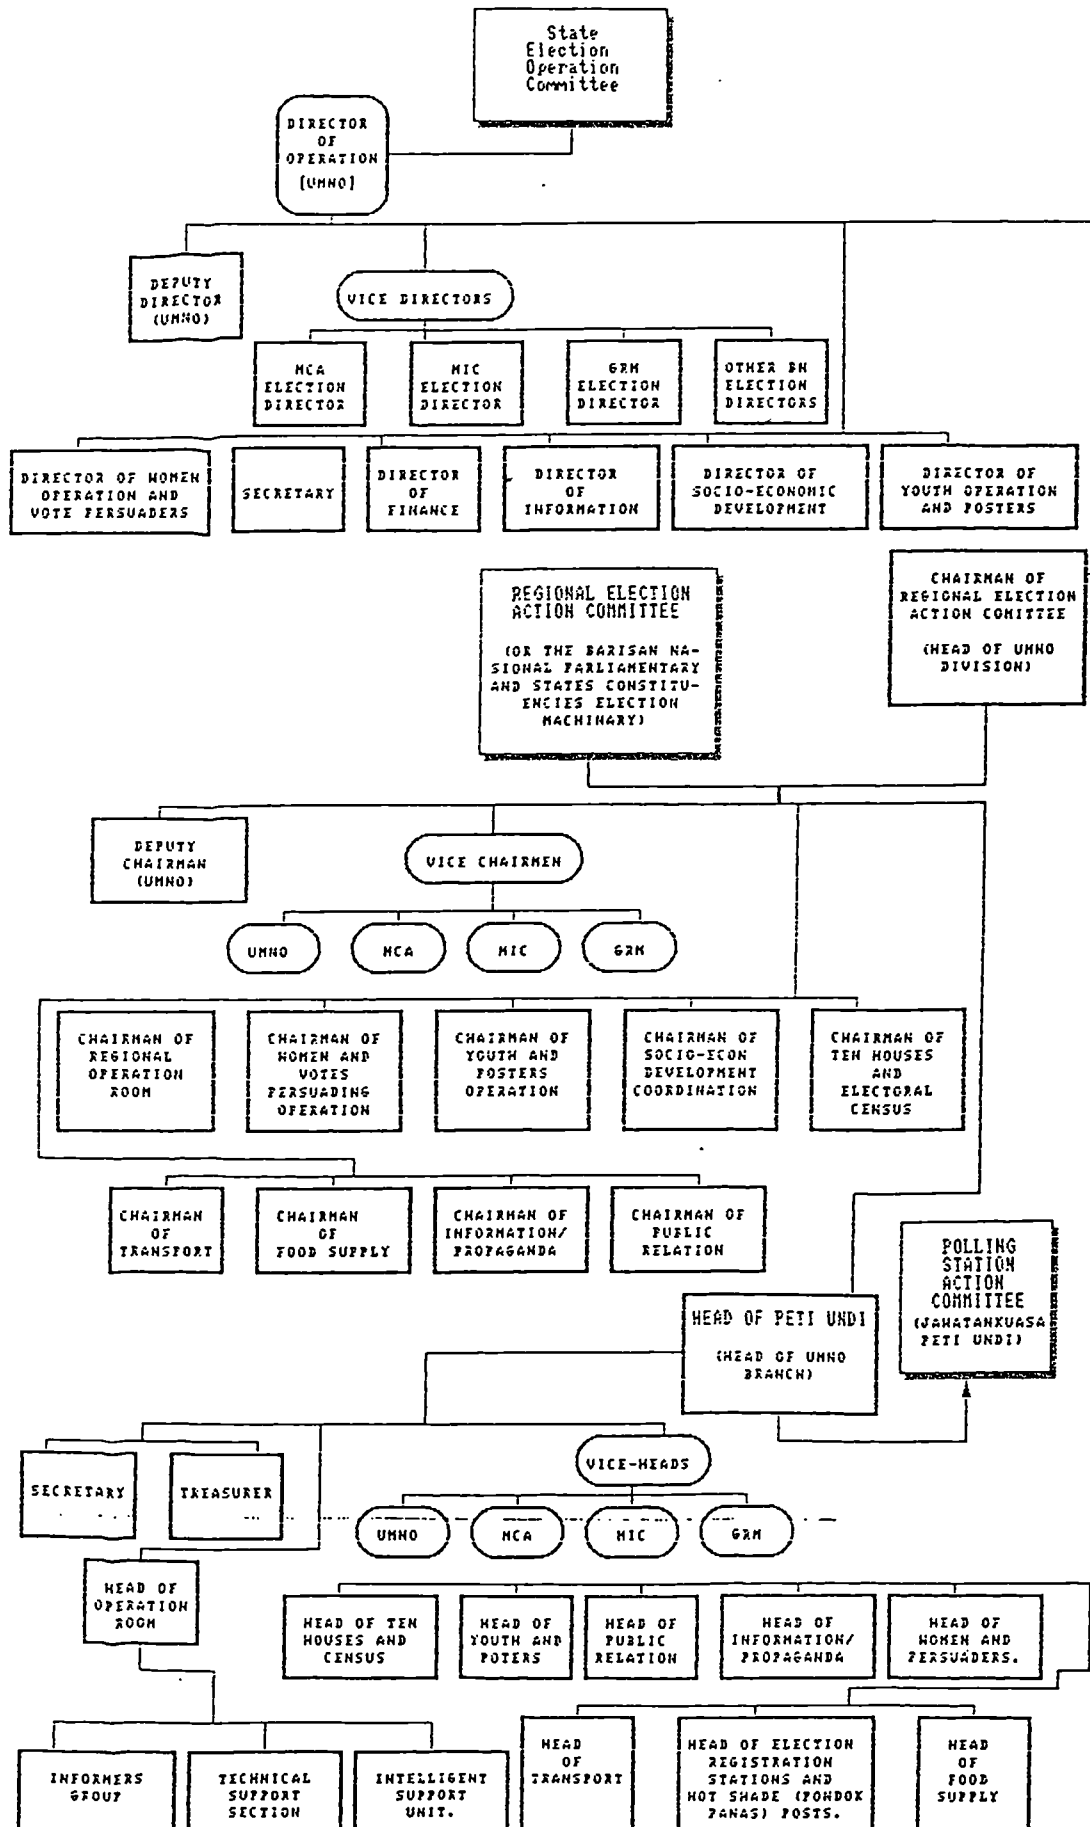 State
Election
Operation
Committee
DIRECTOR
OF
OPERATION
[UMNO]
DEPUTY
DIRECTOR
(UMNO)
VICE DIRECTORS
MCA
ELECTION
DIRECTOR
MIC
ELECTION
DIRECTOR
GRM
ELECTION
DIRECTOR
OTHER BN
ELECTION
DIRECTORS
DIRECTOR OF WOMEN
OPERATION AND
VOTE PERSUADERS
SECRETARY
DIRECTOR
OF
FINANCE
DIRECTOR
OF
INFORMATION
DIRECTOR OF
SOCIO-ECONOMIC
DEVELOPMENT
DIRECTOR OF
YOUTH OPERATION
AND POSTERS
REGIONAL ELECTION
ACTION COMMITTEE
(OR THE BARISAN NA-
SIONAL PARLIAMENTARY
AND STATES CONSTITU-
ENCIES ELECTION
MACHINARY)
CHAIRMAN OF
REGIONAL ELECTION
ACTION COMITTEE
(HEAD OF UMNO
DIVISION)
DEPUTY
CHAIRMAN
(UMNO)
VICE CHAIRMEN
UMNO
MCA
MIC
GRM
CHAIRMAN OF
REGIONAL
OPERATION
ROOM
CHAIRMAN OF
WOMEN AND
VOTES
PERSUADING
OPERATION
CHAIRMAN OF
YOUTH AND
POSTERS
OPERATION
CHAIRMAN OF
SOCIO-ECON
DEVELOPMENT
COORDINATION
CHAIRMAN OF
TEN HOUSES
AND
ELECTORAL
CENSUS
CHAIRMAN
OF
TRANSPORT
CHAIRMAN
OF
FOOD SUPPLY
CHAIRMAN OF
INFORMATION/
PROPAGANDA
CHAIRMAN OF
PUBLIC
RELATION
POLLING
STATION
ACTION
COMMITTEE
(JAWATANKUASA
PETI UNDI)
HEAD OF PETI UNDI
(HEAD OF UMNO
BRANCH)
SECRETARY
TREASURER
VICE-HEADS
UMNO
MCA
MIC
GRM
HEAD OF
OPERATION
ROOM
HEAD OF TEN
HOUSES AND
CENSUS
HEAD OF
YOUTH AND
POTERS
HEAD OF
PUBLIC
RELATION
HEAD OF
INFORMATION/
PROPAGANDA
HEAD OF
WOMEN AND
PERSUADERS.
INFORMERS
GROUP
TECHNICAL
SUPPORT
SECTION
INTELLIGENT
SUPPORT
UNIT.
HEAD
OF
TRANSPORT
HEAD OF ELECTION
REGISTRATION
STATIONS AND
HOT SHADE (PONDOK
PANAS) POSTS.
HEAD
OF
FOOD
SUPPLY